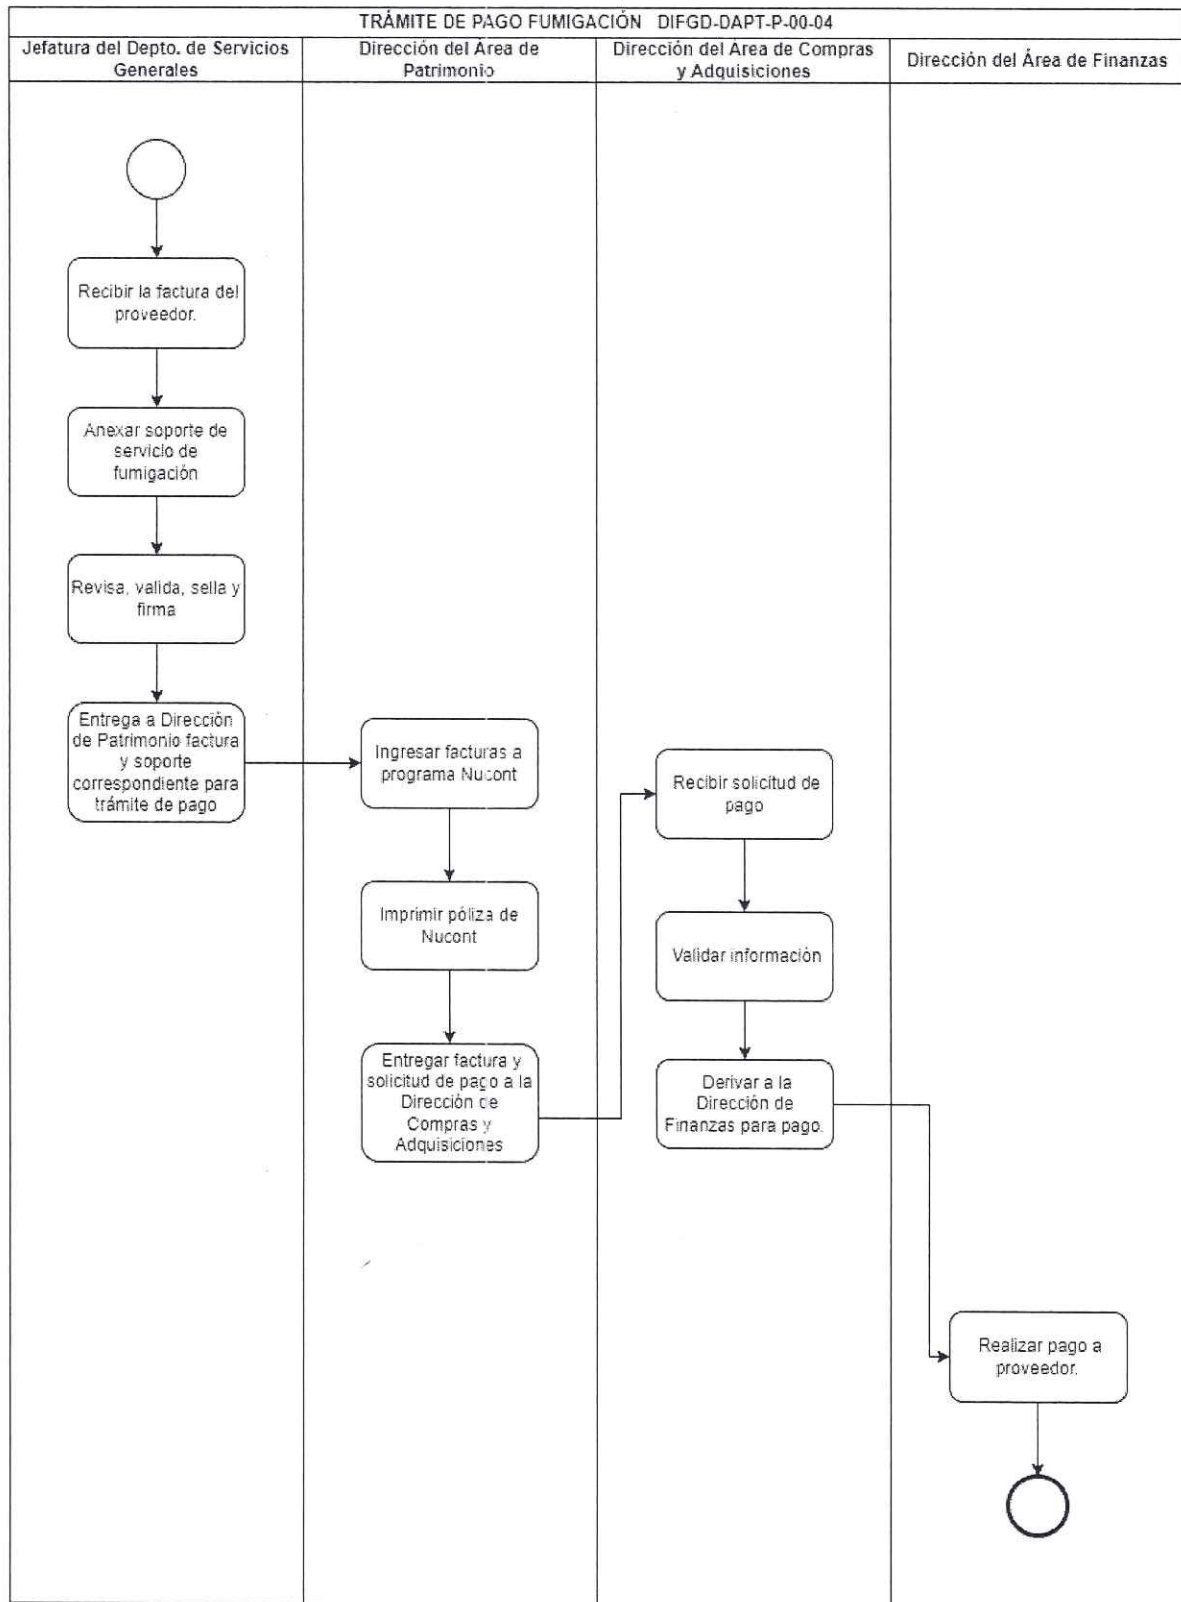 TRÁMITE DE PAGO FUMIGACIÓN DIFGD-DAPT-P-00-04
Jefatura del Depto. de Servicios
Generales
Dirección del Área de
Patrimonio
Dirección del Área de Compras
y Adquisiciones
Dirección del Área de Finanzas
Recibir la factura del
proveedor.
Anexar soporte de
servicio de
fumigación
Revisa, valida, sella y
firma
Entrega a Dirección
de Patrimonio factura
y soporte
correspondiente para
trámite de pago
Ingresar facturas a
programa Nucont
Imprimir póliza de
Nucont
Entregar factura y
solicitud de pago a la
Dirección de
Compras y
Adquisiciones
Recibir solicitud de
pago
Validar información
Derivar a la
Dirección de
Finanzas para pago.
Realizar pago a
proveedor.